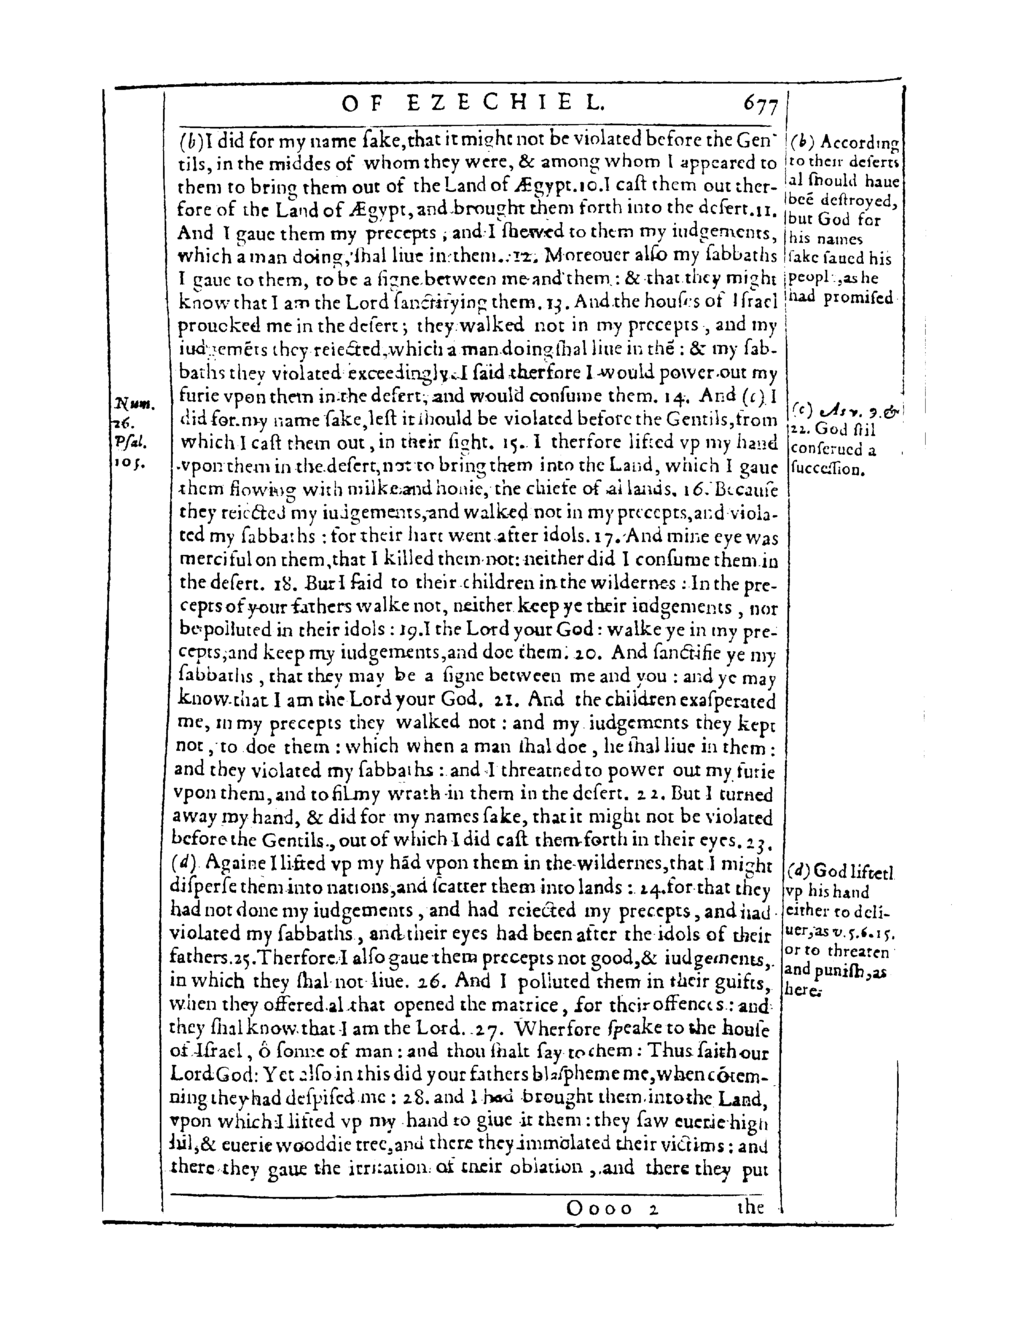 OF EZECHIEL. 677
(b) I did for my name ſake, that it might not be violated before the Gen-
tils, in the middes of whom they were, & among whom I appeared to
them to bring them out of the Land of Ægypt. 10. I caſt them out ther-
fore of the Land of Ægypt, and brought them forth into the deſert. 11.
And I gaue them my precepts, and I ſhewed to them my iudgements,
which a man doing, ſhal liue in them. 12. Moreouer alſo my ſabbaths
I gaue to them, to be a ſigne between me and them: & that they might
know that I am the Lord ſanctifying them. 13. And the houſes of Iſrael
prouoked me in the deſert; they walked not in my precepts, and my
iudgemēts they reiected, which a man doing ſhal liue in thē: & my ſab-
baths they violated exceedingly. I ſaid therfore I would power out my
furie vpon them in the deſert, and would conſume them. 14. And (c) I
did for my name ſake, leſt it ſhould be violated before the Gentils, from
which I caſt them out, in their ſight. 15. I therfore lifted vp my hand
vpon them in the deſert, not to bring them into the Land, which I gaue
them flowing with milke and honie, the chiefe of al lands. 16. Becauſe
they reiected my iudgements, and walked not in my precepts, and viola-
ted my ſabbaths: for their hart went after idols. 17. And mine eye was
merciful on them, that I killed them not: neither did I conſume them in
the deſert. 18. But I ſaid to their children in the wildernes: In the pre-
cepts of your fathers walke not, neither keep ye their iudgements, nor
be polluted in their idols: 19. I the Lord your God: walke ye in my pre-
cepts, and keep my iudgements, and doe them. 20. And ſanctifie ye my
ſabbaths, that they may be a ſigne between me and you: and ye may
know that I am the Lord your God. 21. And the children exaſperated
me, in my precepts they walked not: and my iudgements they kept
not, to doe them: which when a man ſhal doe, he ſhal liue in them:
and they violated my ſabbaths: and I threatned to power out my furie
vpon them, and to fil my wrath in them in the deſert. 22. But I turned
away my hand, & did for my names ſake, that it might not be violated
before the Gentils, out of which I did caſt them forth in their eyes. 23.
(d) Againe I lifted vp my hād vpon them in the wildernes, that I might
diſperſe them into nations, and ſcatter them into lands: 24. for that they
had not done my iudgements, and had reiected my precepts, and had
violated my ſabbaths, and their eyes had been after the idols of their
fathers. 25. Therfore I alſo gaue them precepts not good, & iudgements,
in which they ſhal not liue. 26. And I polluted them in their guifts,
when they offered al that opened the matrice, for their offences: and
they ſhal know that I am the Lord. 27. Wherfore ſpeake to the houſe
of Iſrael, ô ſonne of man: and thou ſhalt ſay to them: Thus ſaith our
Lord God: Yet alſo in this did your fathers blaſpheme me, when cōtem-
ning they had deſpiſed me: 28. and I had brought them into the Land,
vpon which I lifted vp my hand to giue it them: they ſaw euerie high
hil, & euerie wooddie tree, and there they immolated their victims: and
there they gaue the irritation of their oblation, and there they put
Oooo 2 the
Num.
26.
Pſal.
105.
(b) According
to their deſerts
al ſhould haue
beē deſtroyed,
but God for
his names
ſake ſaued his
peopl, as he
had promiſed
(c) As v. 9. &
22. God ſtil
conſerued a
ſucceſſion.
(d) God lifteth
vp his hand
either to deli-
uer, as v. 5. 6. 15.
or to threaten
and puniſh, as
here.